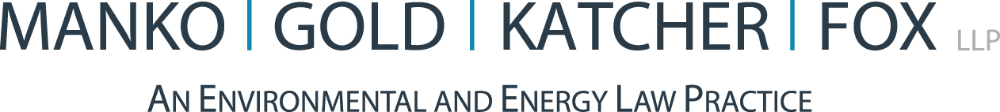 MANKO | GOLD | KATCHER | FOX LLP
AN ENVIRONMENTAL AND ENERGY LAW PRACTICE